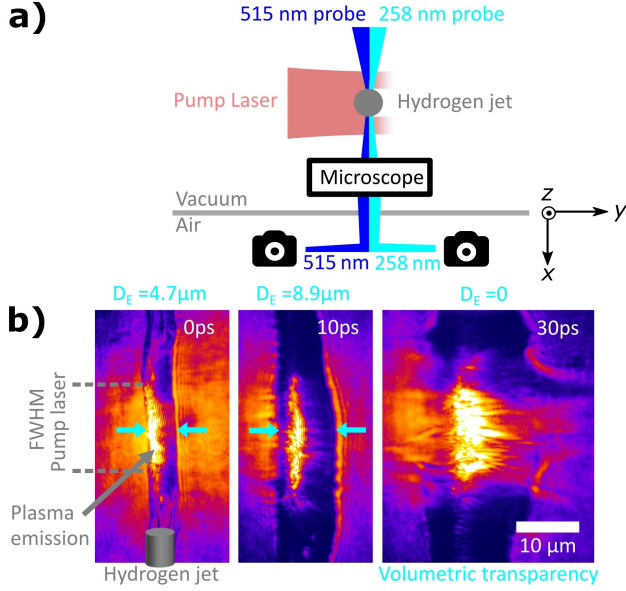 a)
515 nm probe 258 nm probe
Pump Laser
Hydrogen jet
Microscope
Vacuum
Air
z
y
x
515 nm 258 nm
D_E =4.7µm D_E =8.9µm D_E =0
b)
0ps 10ps 30ps
FWHM
Pump laser
Plasma
emission
10 µm
Hydrogen jet
Volumetric transparency